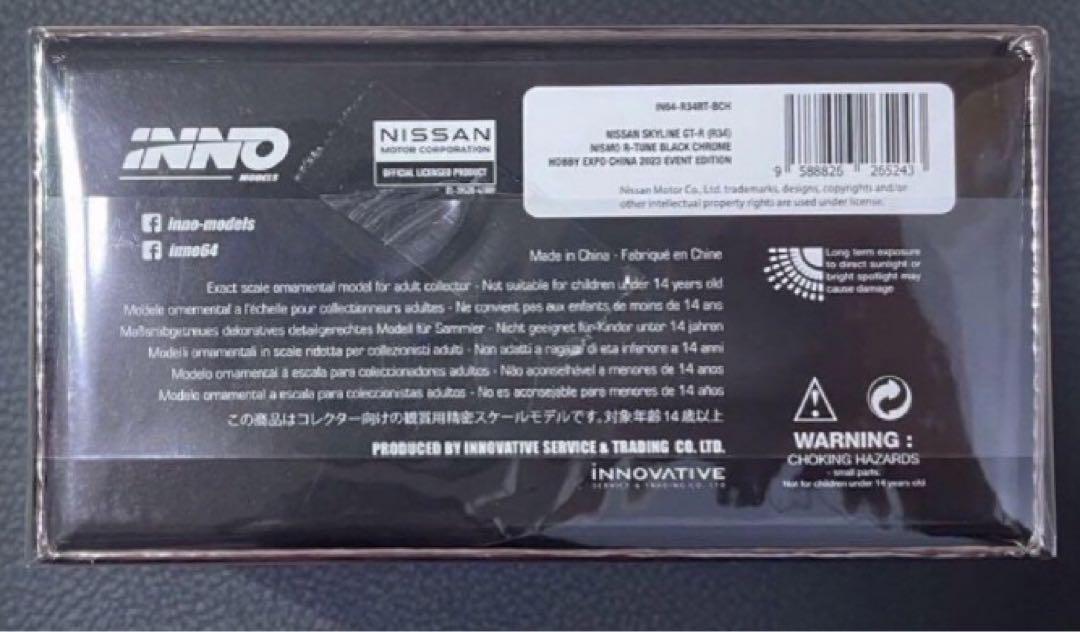 INNO
MODELS
NISSAN
MOTOR CORPORATION
OFFICIAL LICENSED PRODUCT
IN64-R34RT-BCH
NISSAN SKYLINE GT-R (R34)
NISMO R-TUNE BLACK CHROME
HOBBY EXPO CHINA 2023 EVENT EDITION
9 588826 265243
Nissan Motor Co., Ltd. trademarks, designs, copyrights and/or
other intellectual property rights are used under license.
inno-models
inno64
Made in China - Fabriqué en Chine
Long term exposure
to direct sunlight or
bright spotlight may
cause damage
Exact scale ornamental model for adult collector - Not suitable for children under 14 years old
Modèle ornemental a l'échelle pour collectionneurs adultes - Ne convient pas aux enfants de moins de 14 ans
Maßstabgetreues dekoratives detailgerechtes Modell für Sammler - Nicht geeignet für Kinder unter 14 jahren
Modelli ornamentali in scale ridotta per collezionisti adulti - Non adatti a ragazzi di eta inferiore a 14 anni
Modelo ornamental á escala para coleccionadores adultos - Não aconselhável a menores de 14 anos
Modelo ornamental a escala para coleccionistas adultos - No es aconsejable para menores de 14 años
この商品はコレクター向けの観賞用精密スケールモデルです。対象年齢14歳以上
PRODUCED BY INNOVATIVE SERVICE & TRADING CO. LTD.
INNOVATIVE
SERVICE & TRADING CO. LTD
WARNING :
CHOKING HAZARDS
- small parts.
Not for children under 14 years old